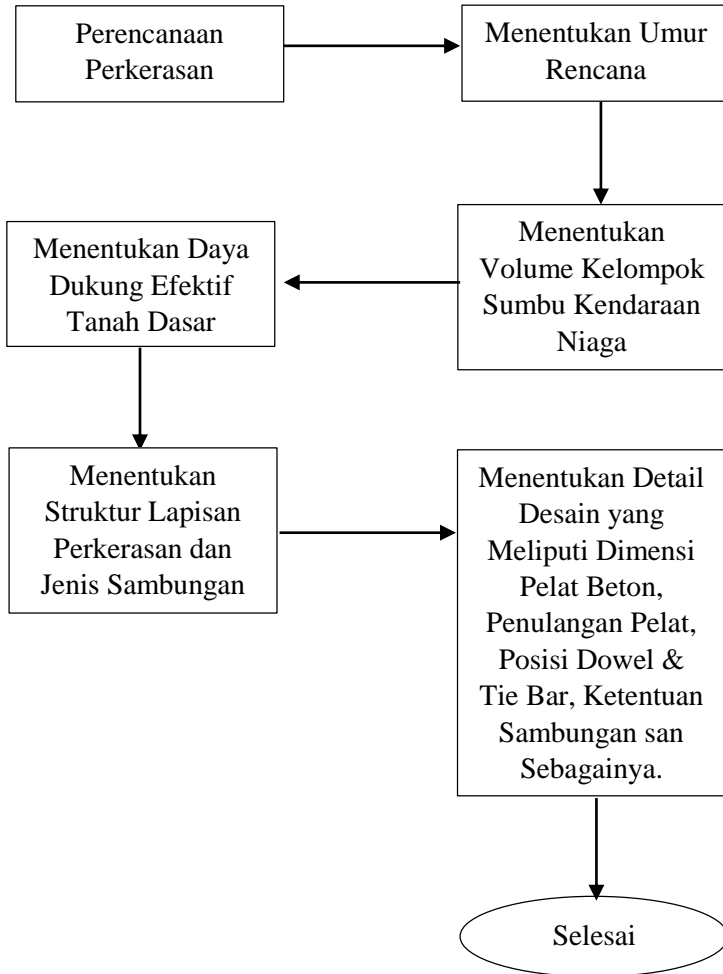 Perencanaan
Perkerasan
Menentukan Umur
Rencana
Menentukan
Volume Kelompok
Sumbu Kendaraan
Niaga
Menentukan Daya
Dukung Efektif
Tanah Dasar
Menentukan
Struktur Lapisan
Perkerasan dan
Jenis Sambungan
Menentukan Detail
Desain yang
Meliputi Dimensi
Pelat Beton,
Penulangan Pelat,
Posisi Dowel &
Tie Bar, Ketentuan
Sambungan san
Sebagainya.
Selesai